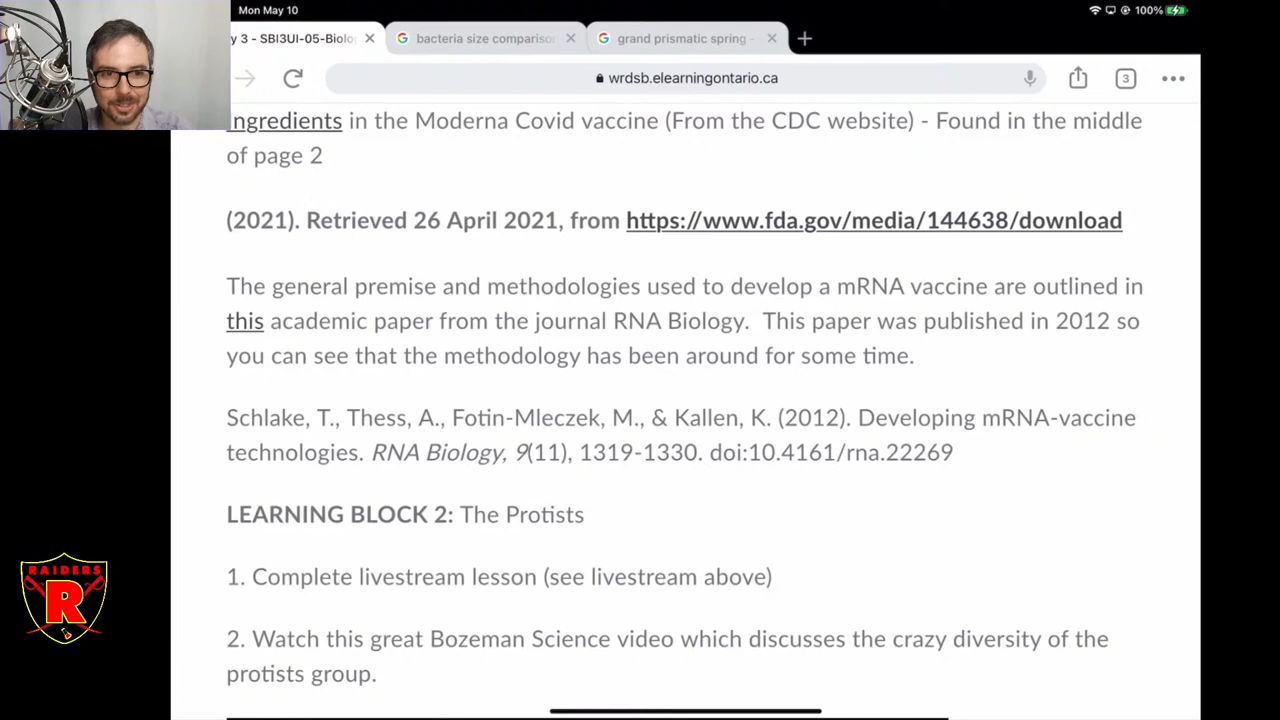 Mon May 10
100%
y 3 - SBI3UI-05-Biolo
bacteria size compariso
grand prismatic spring -
wrdsb.elearningontario.ca
3
ingredients in the Moderna Covid vaccine (From the CDC website) - Found in the middle
of page 2
(2021). Retrieved 26 April 2021, from https://www.fda.gov/media/144638/download
The general premise and methodologies used to develop a mRNA vaccine are outlined in
this academic paper from the journal RNA Biology.  This paper was published in 2012 so
you can see that the methodology has been around for some time.
Schlake, T., Thess, A., Fotin-Mleczek, M., & Kallen, K. (2012). Developing mRNA-vaccine
technologies. RNA Biology, 9(11), 1319-1330. doi:10.4161/rna.22269
LEARNING BLOCK 2: The Protists
RAIDERS
R
1. Complete livestream lesson (see livestream above)
2. Watch this great Bozeman Science video which discusses the crazy diversity of the
protists group.